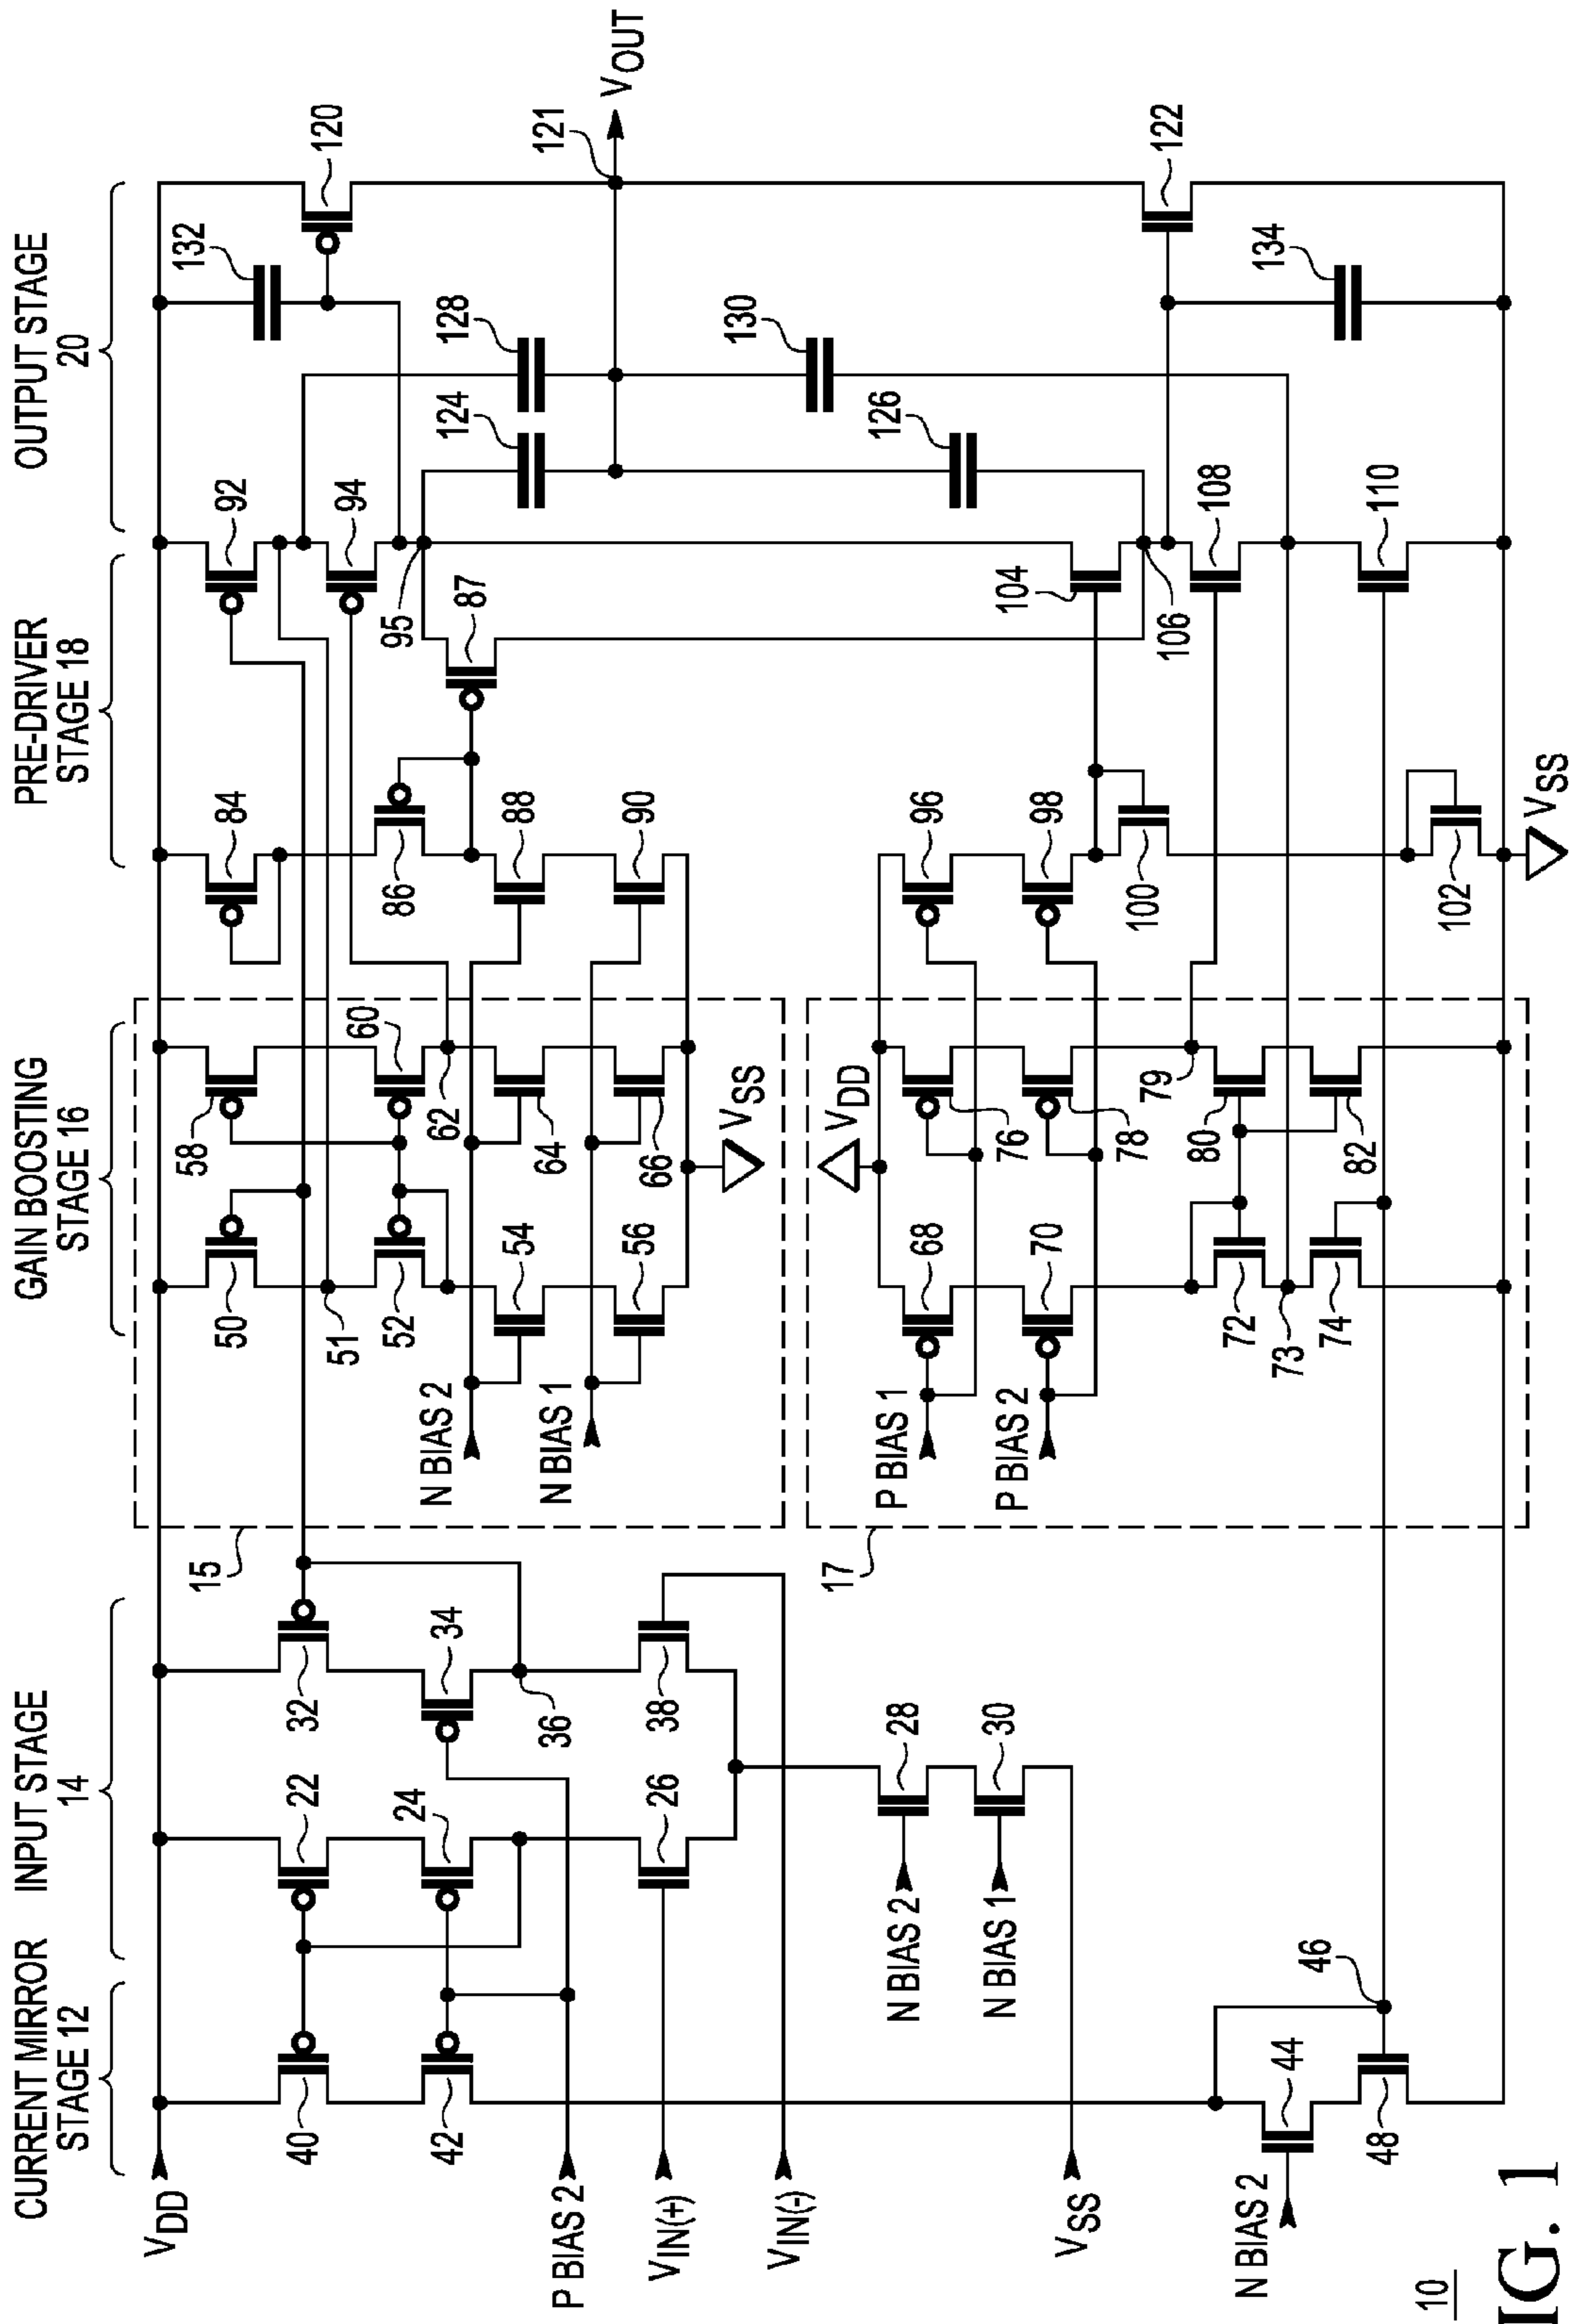 CURRENT MIRROR
STAGE 12
INPUT STAGE
14
GAIN BOOSTING
STAGE 16
PRE-DRIVER
STAGE 18
OUTPUT STAGE
20
VDD
P BIAS 2
VIN(+)
VIN(-)
VSS
N BIAS 2
40
42
44
46
48
22
24
26
N BIAS 2
N BIAS 1
28
30
32
34
36
38
15
50
51
52
54
56
58
60
62
64
66
N BIAS 2
N BIAS 1
VSS
17
P BIAS 1
P BIAS 2
VDD
68
70
72
73
74
76
78
79
80
82
84
86
87
88
90
92
94
95
96
98
100
102
104
106
108
110
VSS
132
128
124
130
126
134
120
121
122
VOUT
10
IG. 1